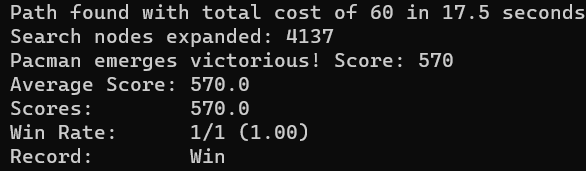 Path found with total cost of 60 in 17.5 seconds
Search nodes expanded: 4137
Pacman emerges victorious! Score: 570
Average Score: 570.0
Scores:        570.0
Win Rate:      1/1 (1.00)
Record:        Win